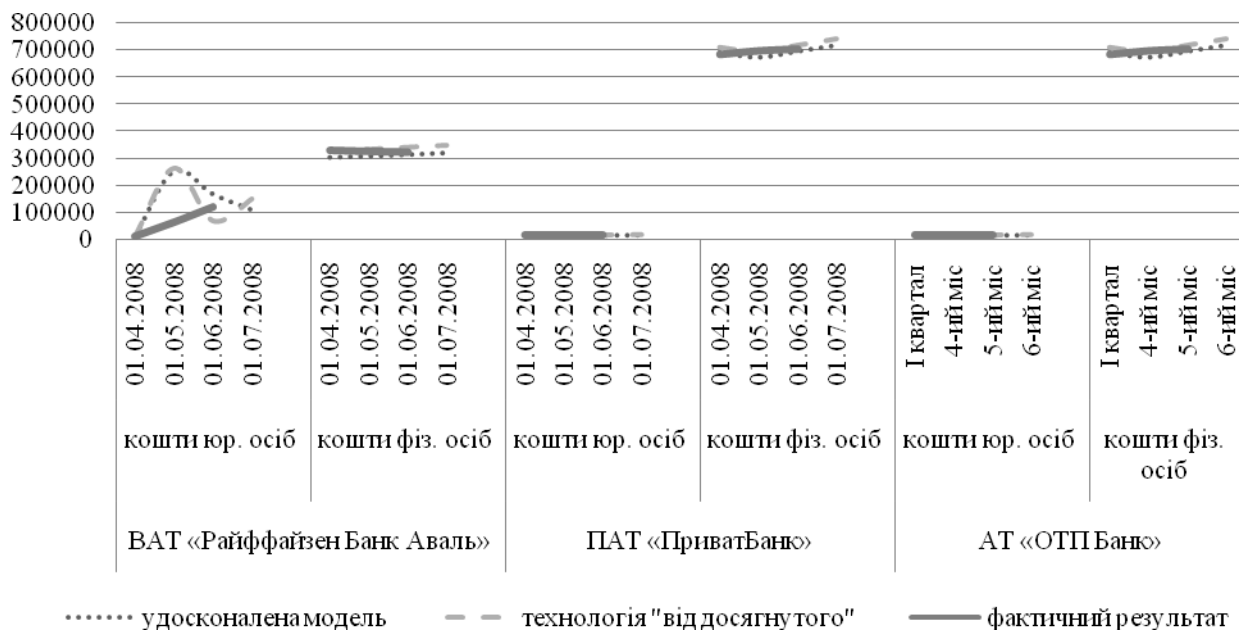 800000
700000
600000
500000
400000
300000
200000
100000
0
01.04.2008 01.05.2008 01.06.2008 01.07.2008 01.04.2008 01.05.2008 01.06.2008 01.07.2008 01.04.2008 01.05.2008 01.06.2008 01.07.2008 01.04.2008 01.05.2008 01.06.2008 01.07.2008 І квартал 4-ий міс 5-ий міс 6-ий міс І квартал 4-ий міс 5-ий міс 6-ий міс
кошти юр. осіб кошти фіз. осіб кошти юр. осіб кошти фіз. осіб кошти юр. осіб кошти фіз.
осіб
ВАТ «Райффайзен Банк Аваль» ПАТ «ПриватБанк» АТ «ОТП Банк»
удосконалена модель технологія "від досягнутого" фактичний результат